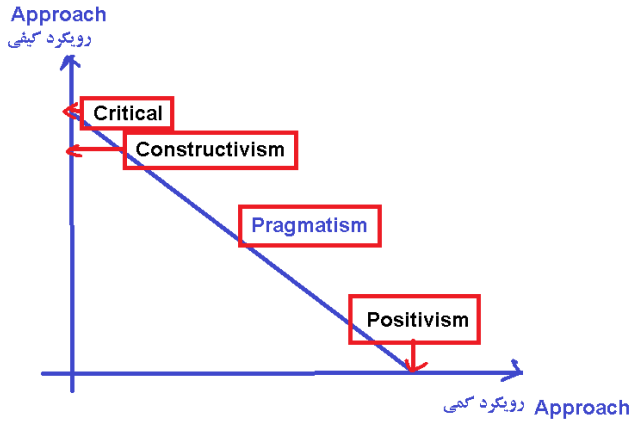 Approach
رویکرد کیفی
Critical
Constructivism
Pragmatism
Positivism
رویکرد کمی Approach